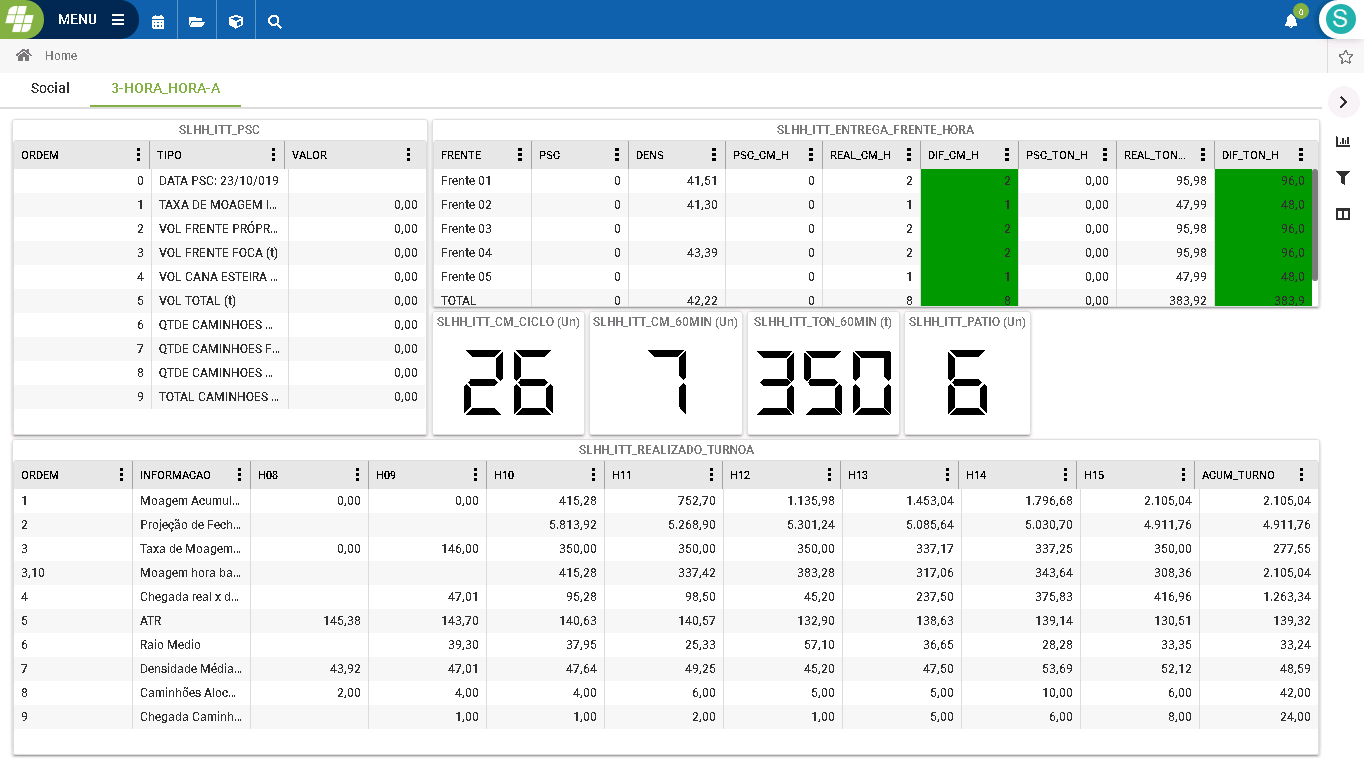 MENU
0
S
Home
Social 3-HORA_HORA-A
SLHH_ITT_PSC
ORDEM TIPO VALOR
0 DATA PSC: 23/10/019
1 TAXA DE MOAGEM I... 0,00
2 VOL FRENTE PRÓPR... 0,00
3 VOL FRENTE FOCA (t) 0,00
4 VOL CANA ESTEIRA ... 0,00
5 VOL TOTAL (t) 0,00
6 QTDE CAMINHOES ... 0,00
7 QTDE CAMINHOES F... 0,00
8 QTDE CAMINHOES ... 0,00
9 TOTAL CAMINHOES ... 0,00
SLHH_ITT_ENTREGA_FRENTE_HORA
FRENTE PSC DENS PSC_CM_H REAL_CM_H DIF_CM_H PSC_TON_H REAL_TON... DIF_TON_H
Frente 01 0 41,51 0 2 2 0,00 95,98 96,0
Frente 02 0 41,30 0 1 1 0,00 47,99 48,0
Frente 03 0 0 2 2 0,00 95,98 96,0
Frente 04 0 43,39 0 2 2 0,00 95,98 96,0
Frente 05 0 0 1 1 0,00 47,99 48,0
TOTAL 0 42,22 0 8 8 0,00 383,92 383,9
SLHH_ITT_CM_CICLO (Un)
26
SLHH_ITT_CM_60MIN (Un)
7
SLHH_ITT_TON_60MIN (t)
350
SLHH_ITT_PATIO (Un)
6
SLHH_ITT_REALIZADO_TURNOA
ORDEM INFORMACAO H08 H09 H10 H11 H12 H13 H14 H15 ACUM_TURNO
1 Moagem Acumul... 0,00 0,00 415,28 752,70 1.135,98 1.453,04 1.796,68 2.105,04 2.105,04
2 Projeção de Fech... 5.813,92 5.268,90 5.301,24 5.085,64 5.030,70 4.911,76 4.911,76
3 Taxa de Moagem... 0,00 146,00 350,00 350,00 350,00 337,17 337,25 350,00 277,55
3,10 Moagem hora ba... 415,28 337,42 383,28 317,06 343,64 308,36 2.105,04
4 Chegada real x d... 47,01 95,28 98,50 45,20 237,50 375,83 416,96 1.263,34
5 ATR 145,38 143,70 140,63 140,57 132,90 138,63 139,14 130,51 139,32
6 Raio Medio 39,30 37,95 25,33 57,10 36,65 28,28 33,35 33,24
7 Densidade Média... 43,92 47,01 47,64 49,25 45,20 47,50 53,69 52,12 48,59
8 Caminhões Aloc... 2,00 4,00 4,00 6,00 5,00 5,00 10,00 6,00 42,00
9 Chegada Caminh... 1,00 1,00 2,00 1,00 5,00 6,00 8,00 24,00